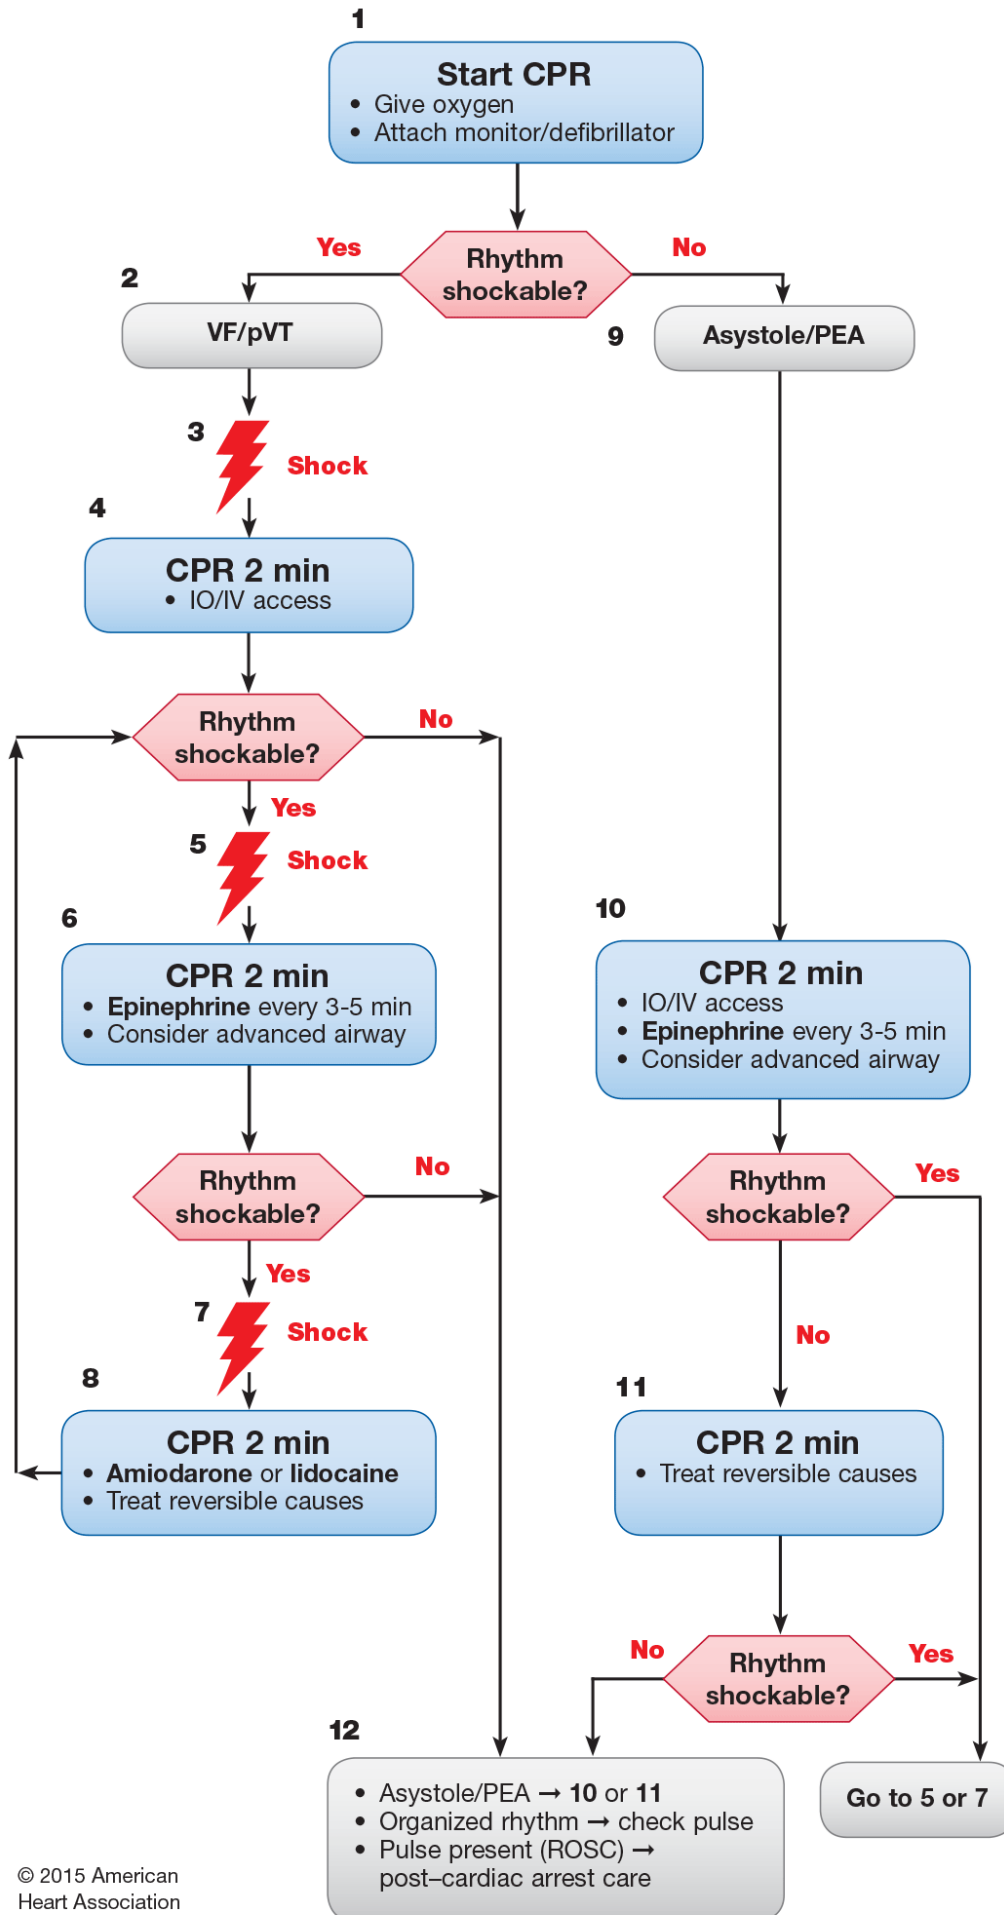 1
Start CPR
• Give oxygen
• Attach monitor/defibrillator
Rhythm
shockable?
Yes
No
2
VF/pVT
9
Asystole/PEA
3
Shock
4
CPR 2 min
• IO/IV access
Rhythm
shockable?
No
Yes
5
Shock
6
CPR 2 min
• Epinephrine every 3-5 min
• Consider advanced airway
Rhythm
shockable?
No
Yes
7
Shock
8
CPR 2 min
• Amiodarone or lidocaine
• Treat reversible causes
10
CPR 2 min
• IO/IV access
• Epinephrine every 3-5 min
• Consider advanced airway
Rhythm
shockable?
Yes
No
11
CPR 2 min
• Treat reversible causes
Rhythm
shockable?
No
Yes
12
• Asystole/PEA → 10 or 11
• Organized rhythm → check pulse
• Pulse present (ROSC) →
post–cardiac arrest care
Go to 5 or 7
© 2015 American
Heart Association